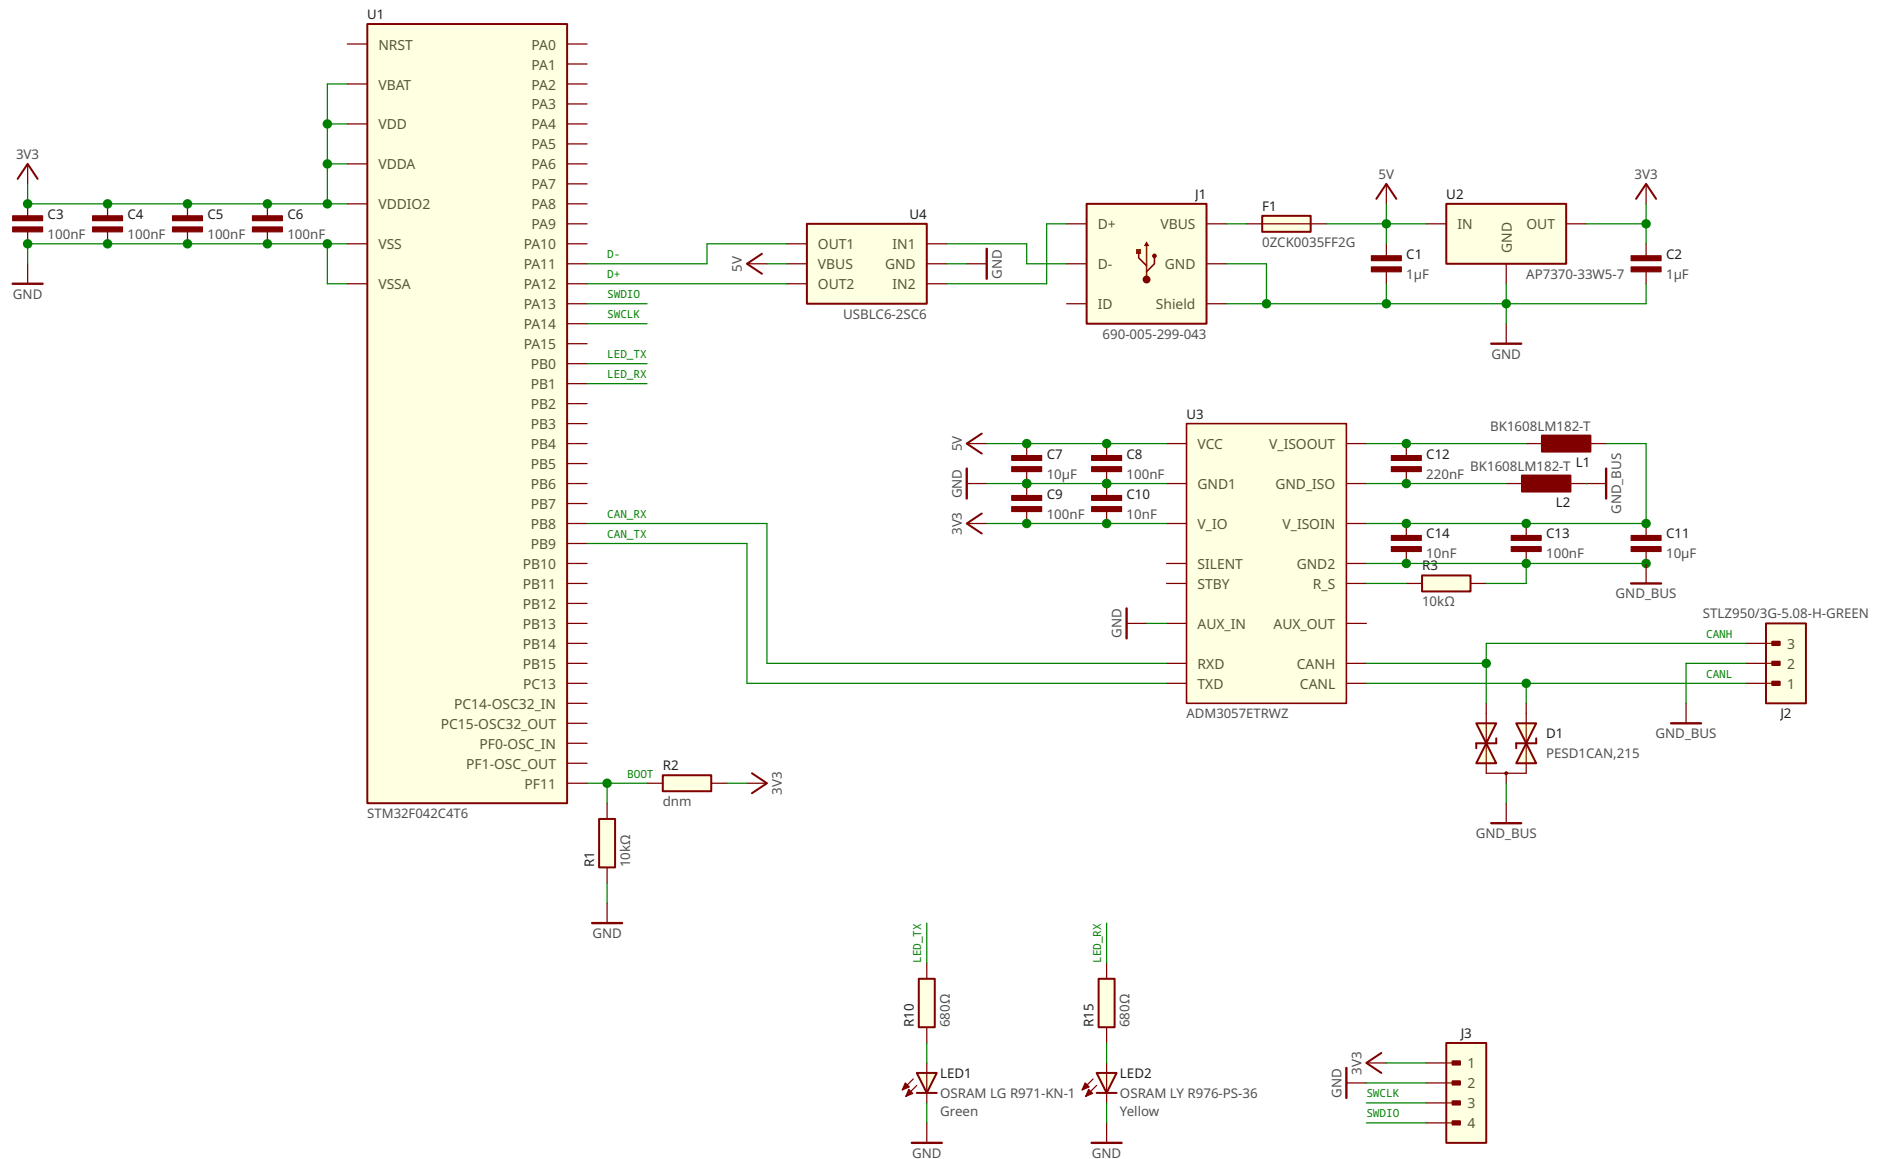 U1
NRST
VBAT
VDD
VDDA
VDDIO2
VSS
VSSA
PA0
PA1
PA2
PA3
PA4
PA5
PA6
PA7
PA8
PA9
PA10
PA11
PA12
PA13
PA14
PA15
PB0
PB1
PB2
PB3
PB4
PB5
PB6
PB7
PB8
PB9
PB10
PB11
PB12
PB13
PB14
PB15
PC13
PC14-OSC32_IN
PC15-OSC32_OUT
PF0-OSC_IN
PF1-OSC_OUT
PF11
STM32F042C4T6
3V3
C3
100nF
C4
100nF
C5
100nF
C6
100nF
GND
D-
D+
SWDIO
SWCLK
LED_TX
LED_RX
CAN_RX
CAN_TX
BOOT
R2
dnm
3V3
R1
10kΩ
GND
U4
OUT1
VBUS
OUT2
IN1
GND
IN2
USBLC6-2SC6
5V
GND
J1
D+
D-
ID
VBUS
GND
Shield
690-005-299-043
F1
0ZCK0035FF2G
5V
C1
1µF
U2
IN
OUT
GND
AP7370-33W5-7
3V3
C2
1µF
GND
U3
VCC
GND1
V_IO
SILENT
STBY
AUX_IN
RXD
TXD
V_ISOOUT
GND_ISO
V_ISOIN
GND2
R_S
AUX_OUT
CANH
CANL
ADM3057ETRWZ
5V
GND
3V3
C7
10µF
C8
100nF
C9
100nF
C10
10nF
GND
BK1608LM182-T
L1
BK1608LM182-T
L2
GND_BUS
C12
220nF
C14
10nF
C13
100nF
C11
10µF
R3
10kΩ
GND_BUS
STLZ950/3G-5.08-H-GREEN
CANH
CANL
3
2
1
J2
GND_BUS
D1
PESD1CAN,215
GND_BUS
LED_TX
R10
680Ω
LED1
OSRAM LG R971-KN-1
Green
GND
LED_RX
R15
680Ω
LED2
OSRAM LY R976-PS-36
Yellow
GND
J3
3V3
GND
SWCLK
SWDIO
1
2
3
4